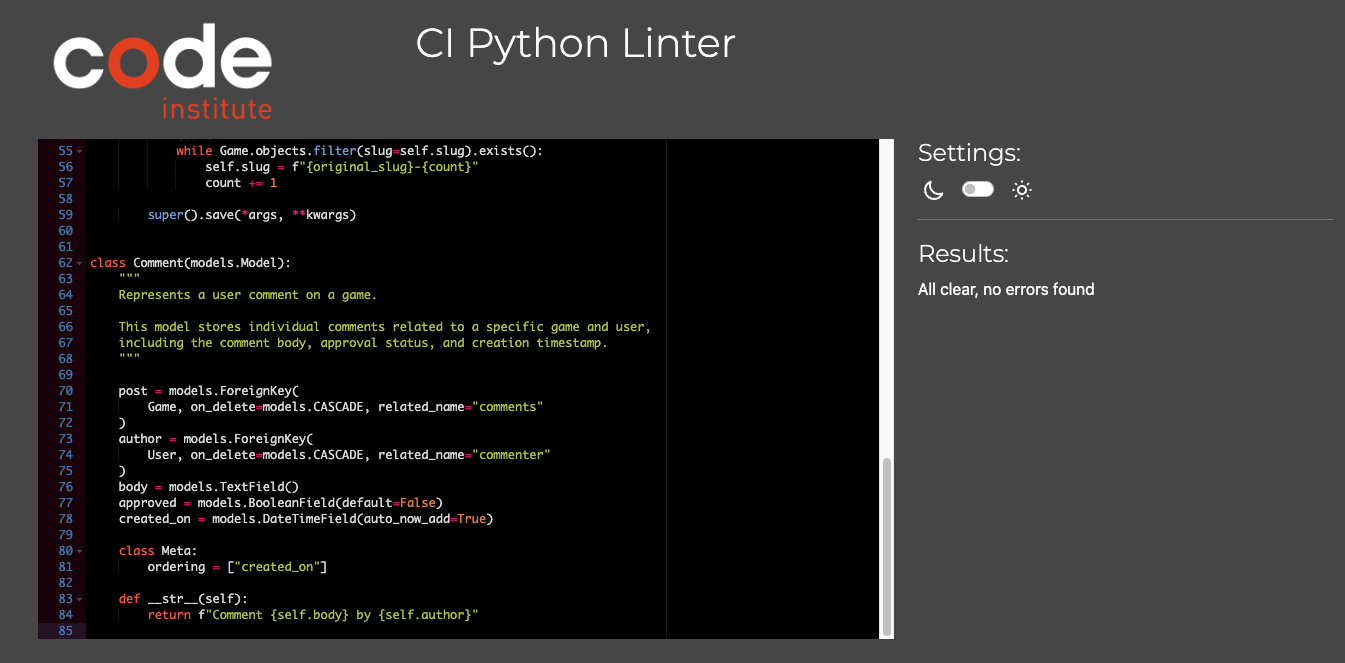 code
institute
CI Python Linter
55 while Game.objects.filter(slug=self.slug).exists():
56 self.slug = f"{original_slug}-{count}"
57 count += 1
58
59 super().save(*args, **kwargs)
60
61
62 class Comment(models.Model):
63 """
64 Represents a user comment on a game.
65
66 This model stores individual comments related to a specific game and user,
67 including the comment body, approval status, and creation timestamp.
68 """
69
70 post = models.ForeignKey(
71 Game, on_delete=models.CASCADE, related_name="comments"
72 )
73 author = models.ForeignKey(
74 User, on_delete=models.CASCADE, related_name="commenter"
75 )
76 body = models.TextField()
77 approved = models.BooleanField(default=False)
78 created_on = models.DateTimeField(auto_now_add=True)
79
80 class Meta:
81 ordering = ["created_on"]
82
83 def __str__(self):
84 return f"Comment {self.body} by {self.author}"
85
Settings:
Results:
All clear, no errors found